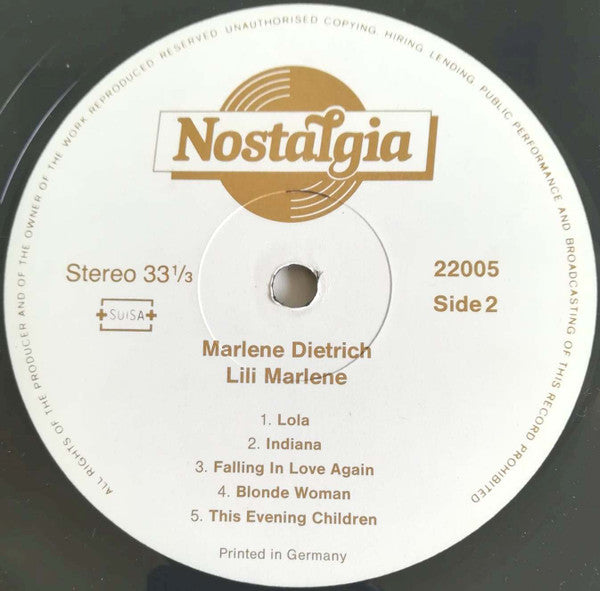 ALL RIGHTS OF THE PRODUCER AND OF THE OWNER OF THE WORK REPRODUCED RESERVED. UNAUTHORISED COPYING, HIRING, LENDING, PUBLIC PERFORMANCE AND BROADCASTING OF THIS RECORD PROHIBITED
Nostalgia
Stereo 33 1/3
22005
SUISA
Side 2
Marlene Dietrich
Lili Marlene
1. Lola
2. Indiana
3. Falling In Love Again
4. Blonde Woman
5. This Evening Children
Printed in Germany